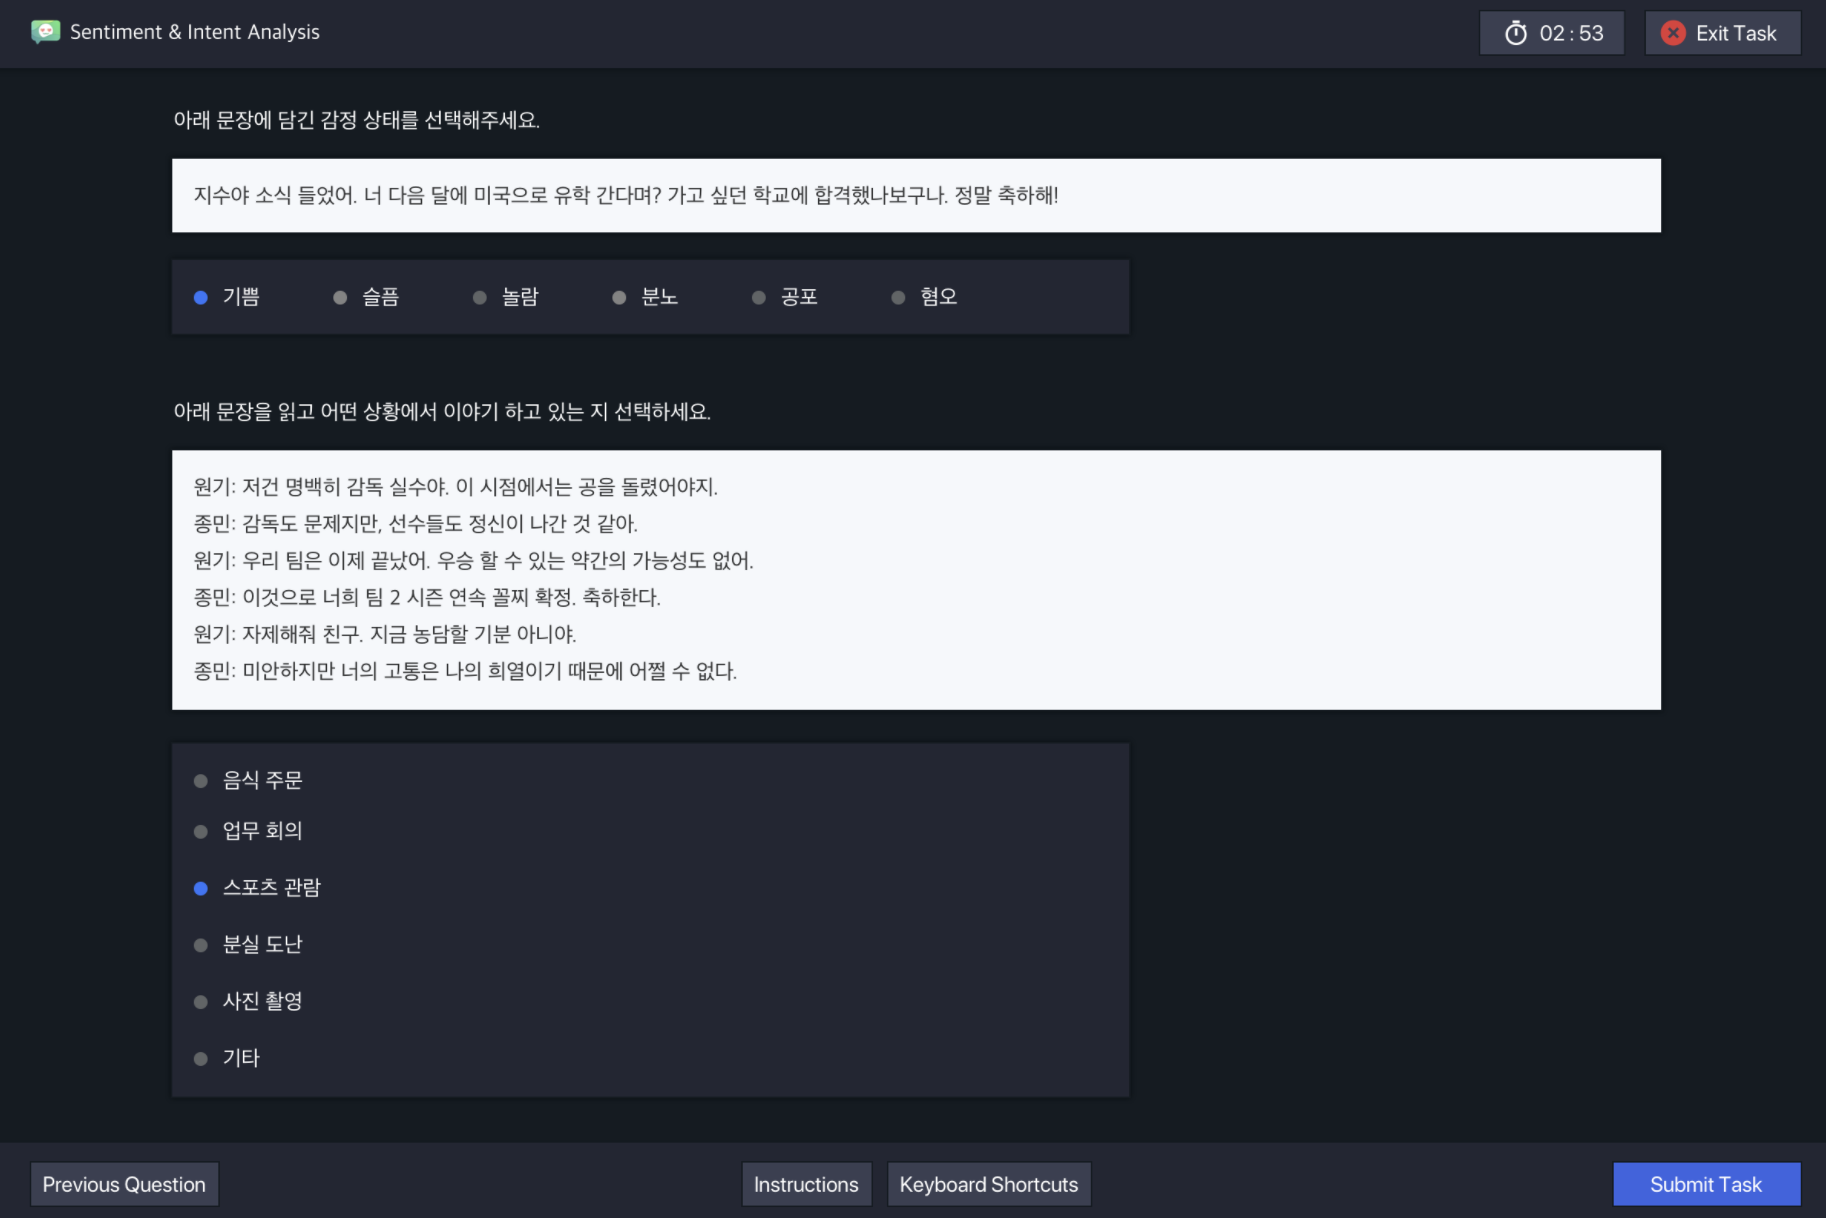 Sentiment & Intent Analysis
02 : 53
Exit Task
아래 문장에 담긴 감정 상태를 선택해주세요.
지수야 소식 들었어. 너 다음 달에 미국으로 유학 간다며? 가고 싶던 학교에 합격했나보구나. 정말 축하해!
기쁨 슬픔 놀람 분노 공포 혐오
아래 문장을 읽고 어떤 상황에서 이야기 하고 있는 지 선택하세요.
원기: 저건 명백히 감독 실수야. 이 시점에서는 공을 돌렸어야지.
종민: 감독도 문제지만, 선수들도 정신이 나간 것 같아.
원기: 우리 팀은 이제 끝났어. 우승 할 수 있는 약간의 가능성도 없어.
종민: 이것으로 너희 팀 2 시즌 연속 꼴찌 확정. 축하한다.
원기: 자제해줘 친구. 지금 농담할 기분 아니야.
종민: 미안하지만 너의 고통은 나의 희열이기 때문에 어쩔 수 없다.
음식 주문
업무 회의
스포츠 관람
분실 도난
사진 촬영
기타
Previous Question
Instructions
Keyboard Shortcuts
Submit Task